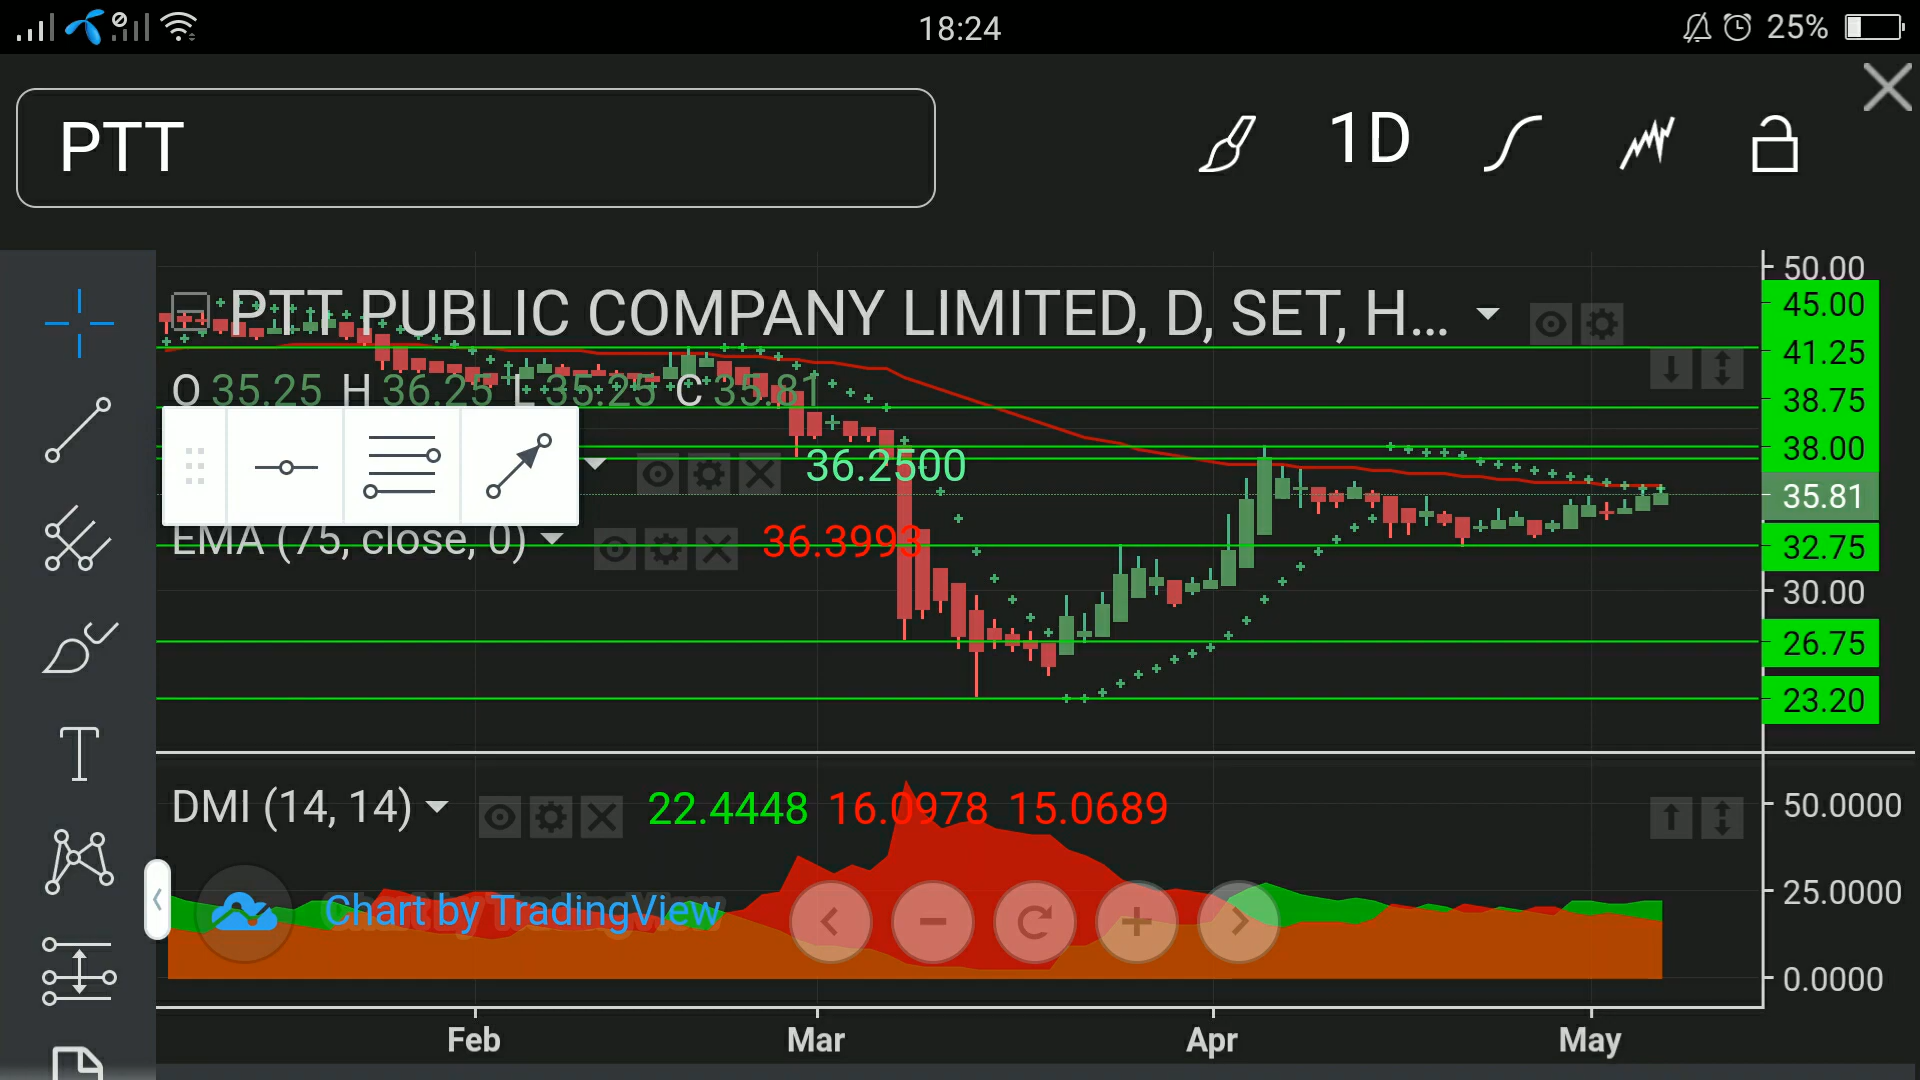 18:24
25%
PTT
1D
PTT PUBLIC COMPANY LIMITED, D, SET, H...
O 35.25 H 36.25 L 35.25 C 35.81
36.2500
EMA (75, close, 0)
36.3993
50.00
45.00
41.25
38.75
38.00
35.81
32.75
30.00
26.75
23.20
DMI (14, 14)
22.4448 16.0978 15.0689
Chart by TradingView
50.0000
25.0000
0.0000
Feb Mar Apr May